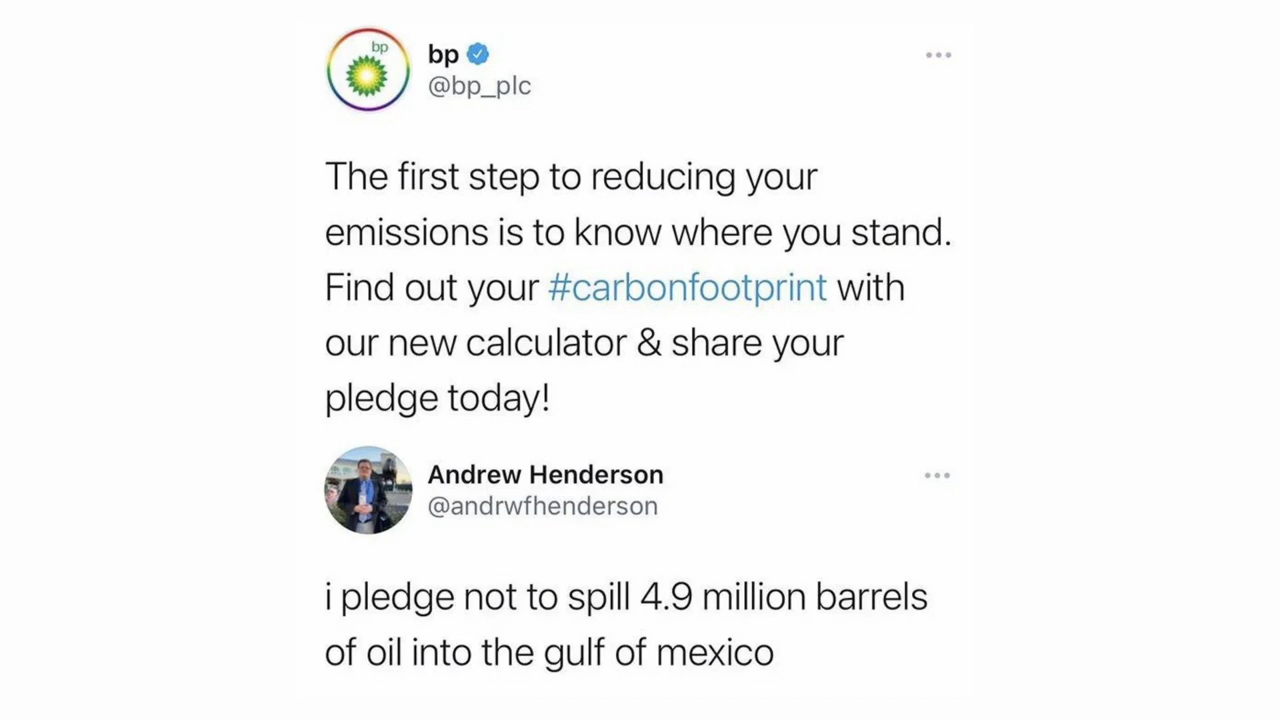 bp
bp
@bp_plc
The first step to reducing your
emissions is to know where you stand.
Find out your #carbonfootprint with
our new calculator & share your
pledge today!
Andrew Henderson
@andrwfhenderson
i pledge not to spill 4.9 million barrels
of oil into the gulf of mexico